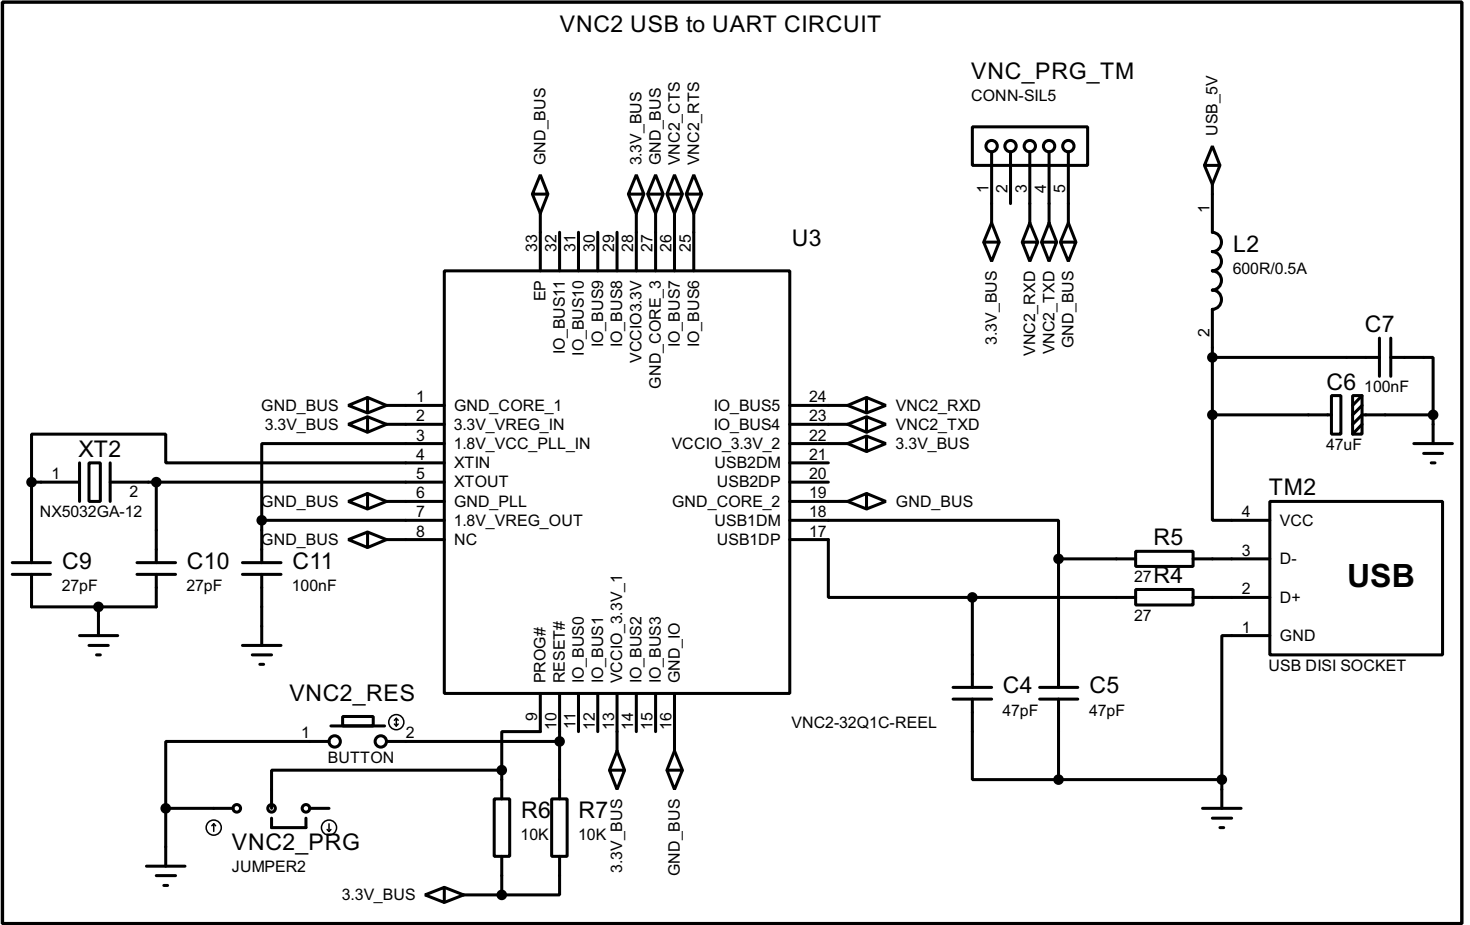 VNC2 USB to UART CIRCUIT
VNC_PRG_TM
CONN-SIL5
1
2
3
4
5
3.3V_BUS
VNC2_RXD
VNC2_TXD
GND_BUS
USB_5V
1
L2
600R/0.5A
2
C7
100nF
C6
47uF
GND_BUS
3.3V_BUS
GND_BUS
VNC2_CTS
VNC2_RTS
U3
33
32
31
30
29
28
27
26
25
EP
IO_BUS11
IO_BUS10
IO_BUS9
IO_BUS8
VCCIO3.3V
GND_CORE_3
IO_BUS7
IO_BUS6
GND_BUS 1 GND_CORE_1
3.3V_BUS 2 3.3V_VREG_IN
3 1.8V_VCC_PLL_IN
4 XTIN
5 XTOUT
GND_BUS 6 GND_PLL
7 1.8V_VREG_OUT
GND_BUS 8 NC
IO_BUS5 24 VNC2_RXD
IO_BUS4 23 VNC2_TXD
VCCIO_3.3V_2 22 3.3V_BUS
USB2DM 21
USB2DP 20
GND_CORE_2 19 GND_BUS
USB1DM 18
USB1DP 17
XT2
1
2
NX5032GA-12
C9
27pF
C10
27pF
C11
100nF
PROG#
RESET#
IO_BUS0
IO_BUS1
VCCIO_3.3V_1
IO_BUS2
IO_BUS3
GND_IO
9
10
11
12
13
14
15
16
3.3V_BUS
GND_BUS
VNC2-32Q1C-REEL
VNC2_RES
1 2
BUTTON
VNC2_PRG
JUMPER2
R6
10K
R7
10K
3.3V_BUS
C4
47pF
C5
47pF
R5
27
R4
27
TM2
4 VCC
3 D-
2 D+
1 GND
USB
USB DISI SOCKET